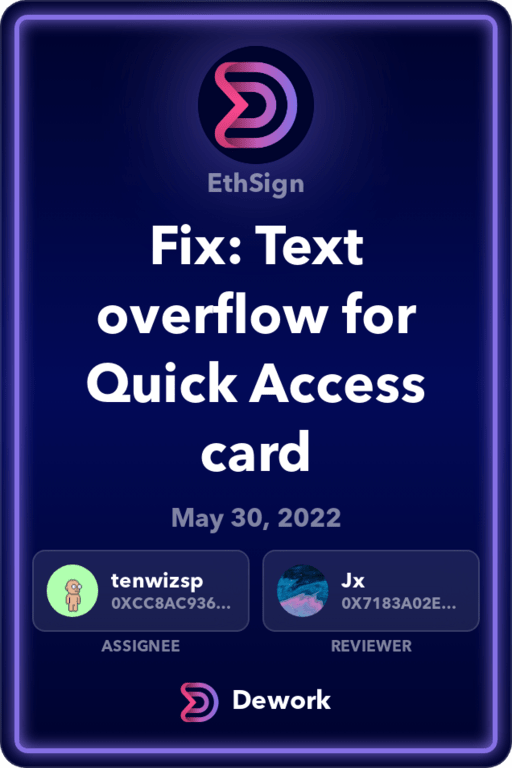 EthSign
Fix: Text
overflow for
Quick Access
card
May 30, 2022
tenwizsp
0XCC8AC936...
Jx
0X7183A02E...
ASSIGNEE
REVIEWER
Dework